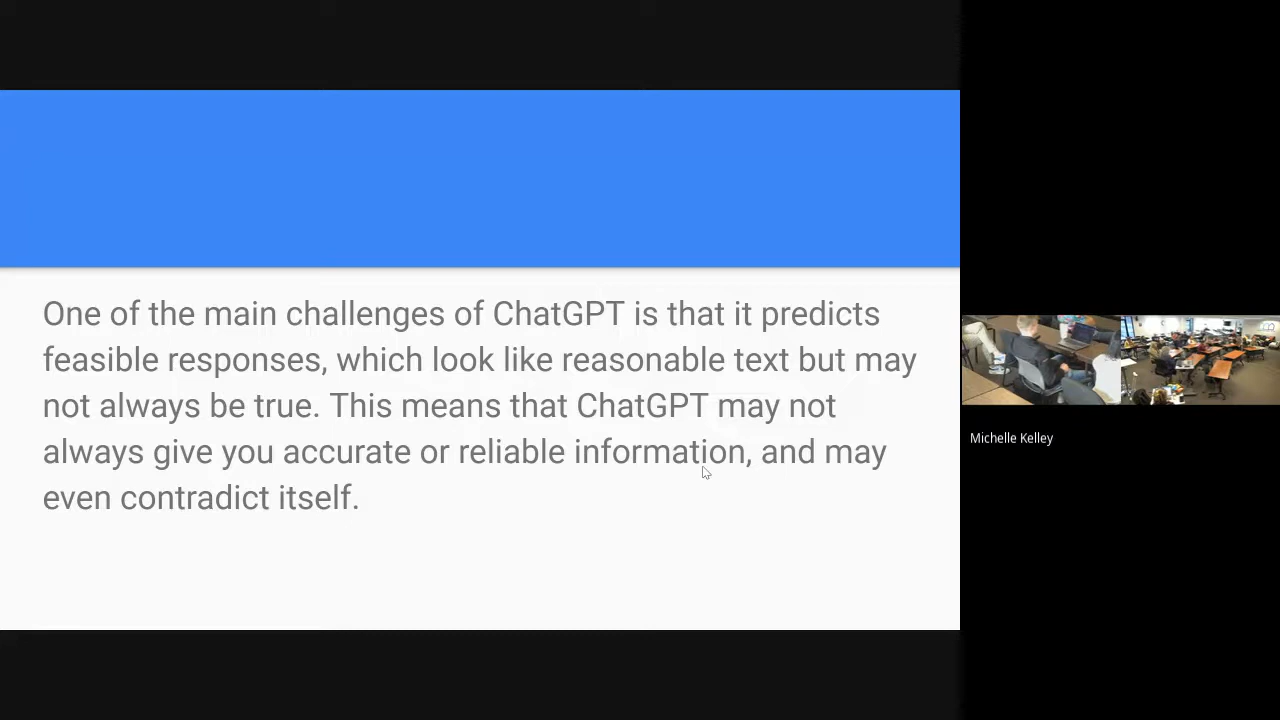 One of the main challenges of ChatGPT is that it predicts
feasible responses, which look like reasonable text but may
not always be true. This means that ChatGPT may not
always give you accurate or reliable information, and may
even contradict itself.
Michelle Kelley